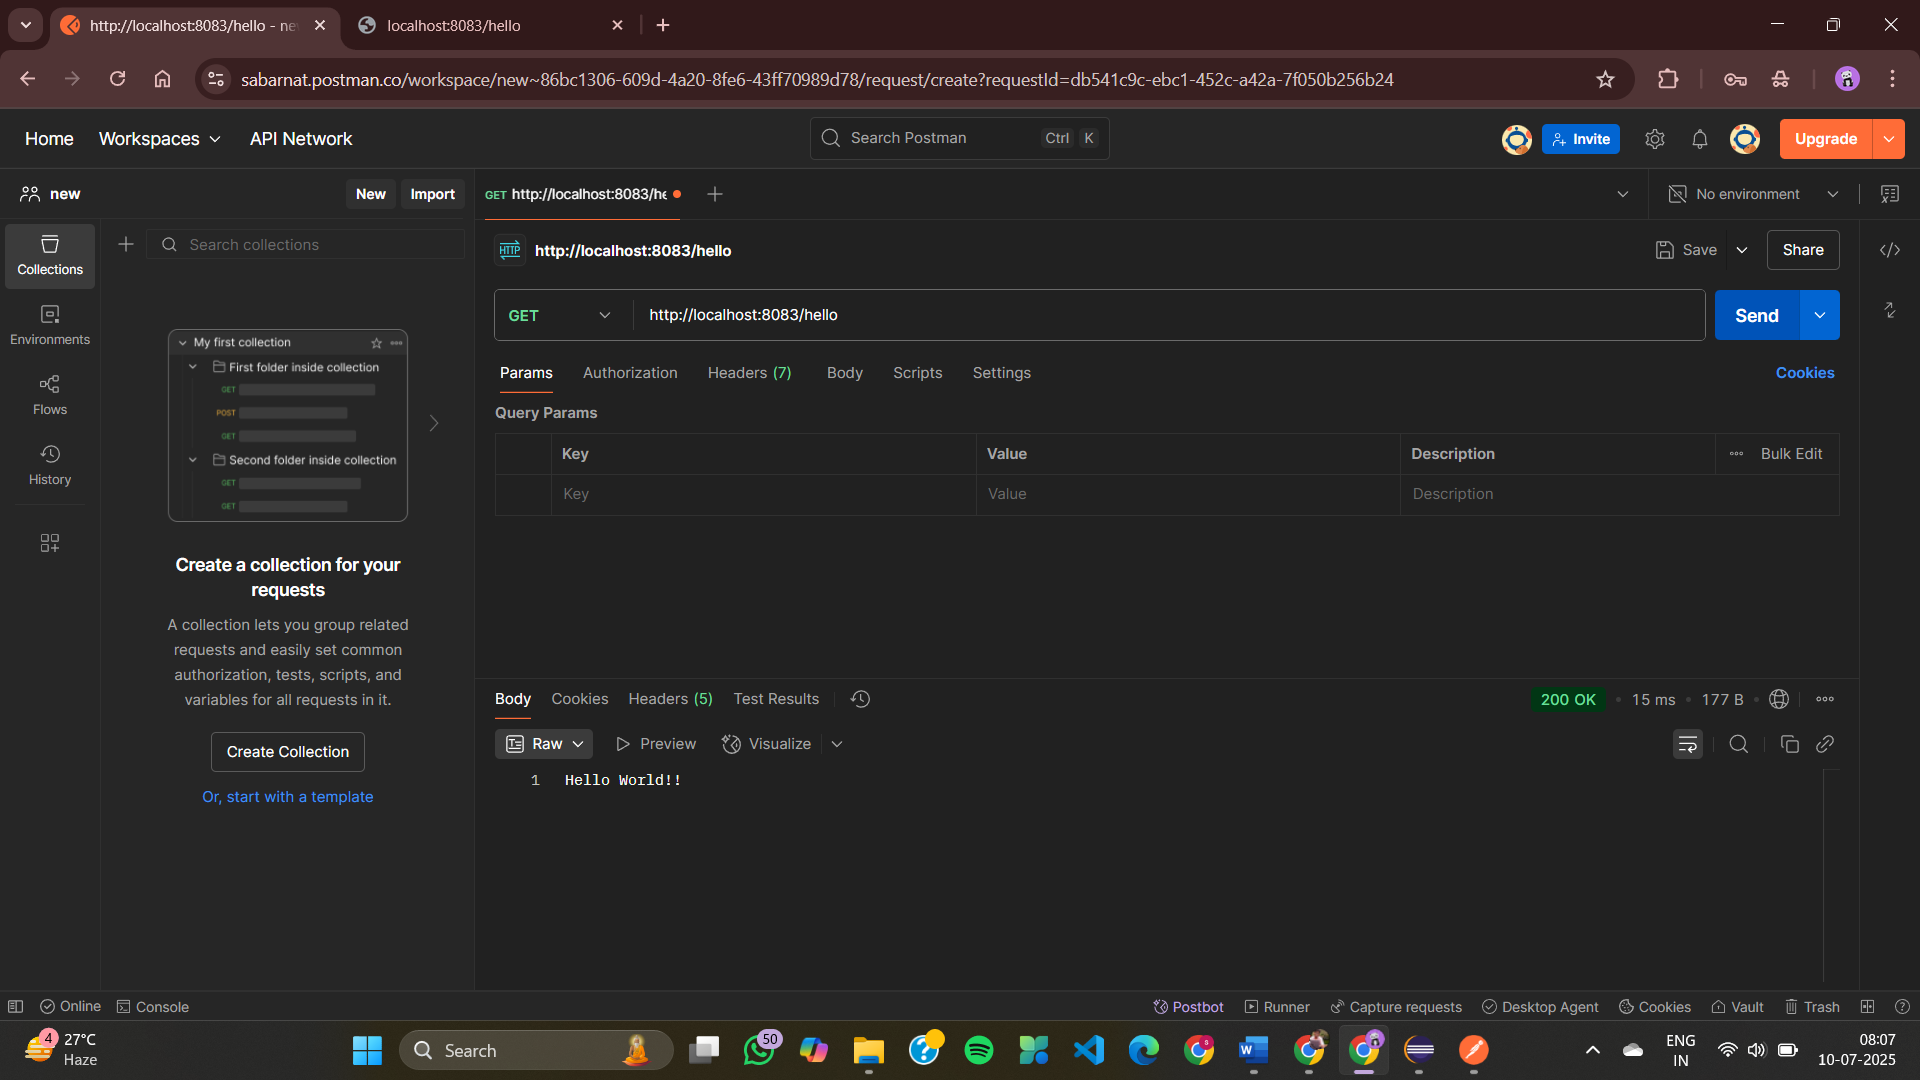 http://localhost:8083/hello - ne
localhost:8083/hello
sabarnat.postman.co/workspace/new~86bc1306-609d-4a20-8fe6-43ff70989d78/request/create?requestId=db541c9c-ebc1-452c-a42a-7f050b256b24
Home Workspaces API Network
Search Postman Ctrl K
Invite
Upgrade
new New Import
GET http://localhost:8083/he
No environment
Collections
Environments
Flows
History
Search collections
My first collection
First folder inside collection
GET
POST
GET
Second folder inside collection
GET
GET
Create a collection for your
requests
A collection lets you group related
requests and easily set common
authorization, tests, scripts, and
variables for all requests in it.
Create Collection
Or, start with a template
HTTP http://localhost:8083/hello
Save Share
GET http://localhost:8083/hello Send
Params Authorization Headers (7) Body Scripts Settings Cookies
Query Params
Key Value Description Bulk Edit
Key Value Description
Body Cookies Headers (5) Test Results
200 OK • 15 ms • 177 B •
Raw Preview Visualize
1 Hello World!!
Online Console
Postbot Runner Capture requests Desktop Agent Cookies Vault Trash
4 27°C
Haze
Search
50
8
ENG
IN
08:07
10-07-2025